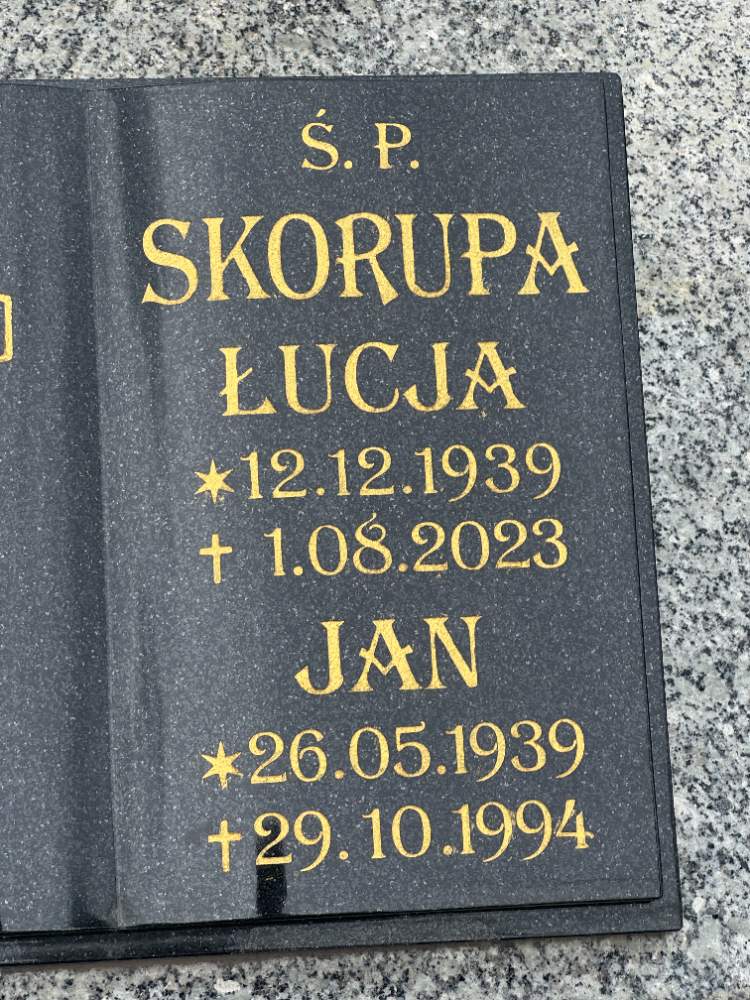 Ś. P.
SKORUPA
ŁUCJA
*12.12.1939
† 1.08.2023
JAN
*26.05.1939
†29.10.1994